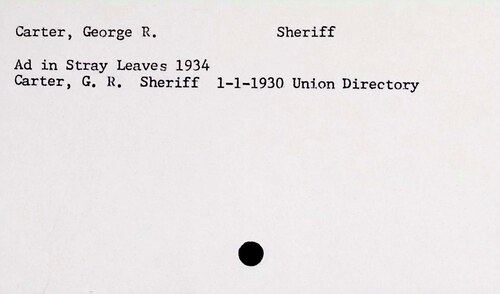 Carter, George R. Sheriff
Ad in Stray Leaves 1934
Carter, G. R. Sheriff 1-1-1930 Union Directory